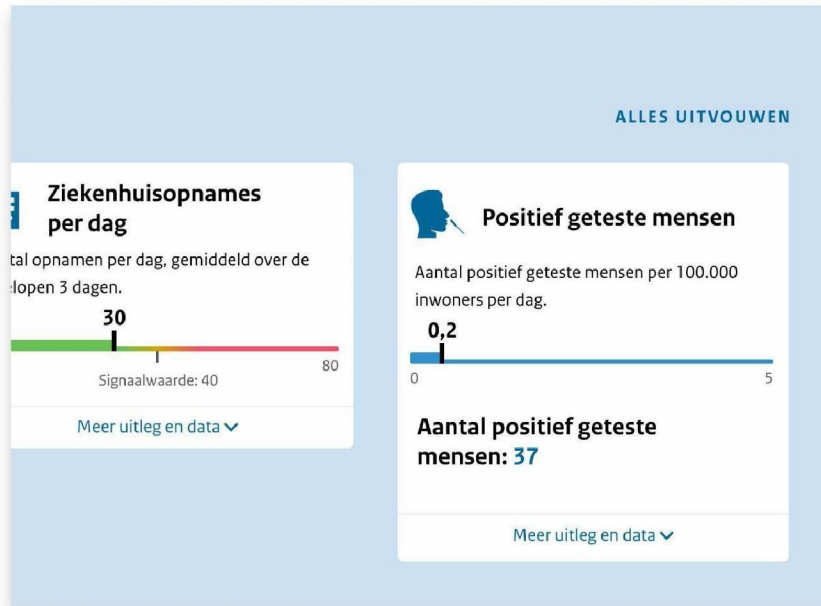 ALLES UITVOUWEN
Ziekenhuisopnames
per dag
tal opnamen per dag, gemiddeld over de
lopen 3 dagen.
30
80
Signaalwaarde: 40
Meer uitleg en data
Positief geteste mensen
Aantal positief geteste mensen per 100.000
inwoners per dag.
0,2
0 5
Aantal positief geteste
mensen: 37
Meer uitleg en data